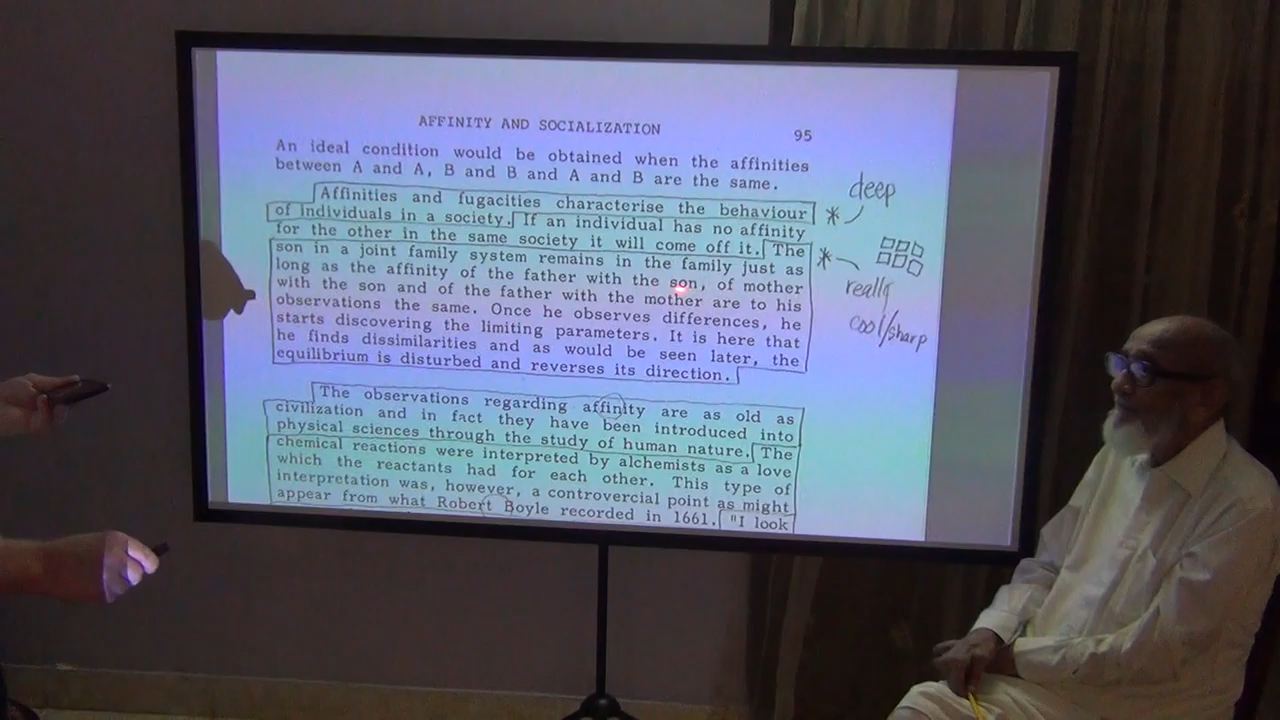 AFFINITY AND SOCIALIZATION 95
An ideal condition would be obtained when the affinities
between A and A, B and B and A and B are the same.
deep
Affinities and fugacities characterise the behaviour
of individuals in a society. If an individual has no affinity
for the other in the same society it will come off it. The
son in a joint family system remains in the family just as
long as the affinity of the father with the son, of mother
with the son and of the father with the mother are to his
observations the same. Once he observes differences, he
starts discovering the limiting parameters. It is here that
he finds dissimilarities and as would be seen later, the
equilibrium is disturbed and reverses its direction.
really
cool/sharp
The observations regarding affinity are as old as
civilization and in fact they have been introduced into
physical sciences through the study of human nature. The
chemical reactions were interpreted by alchemists as a love
which the reactants had for each other. This type of
interpretation was, however, a controvercial point as might
appear from what Robert Boyle recorded in 1661. "I look